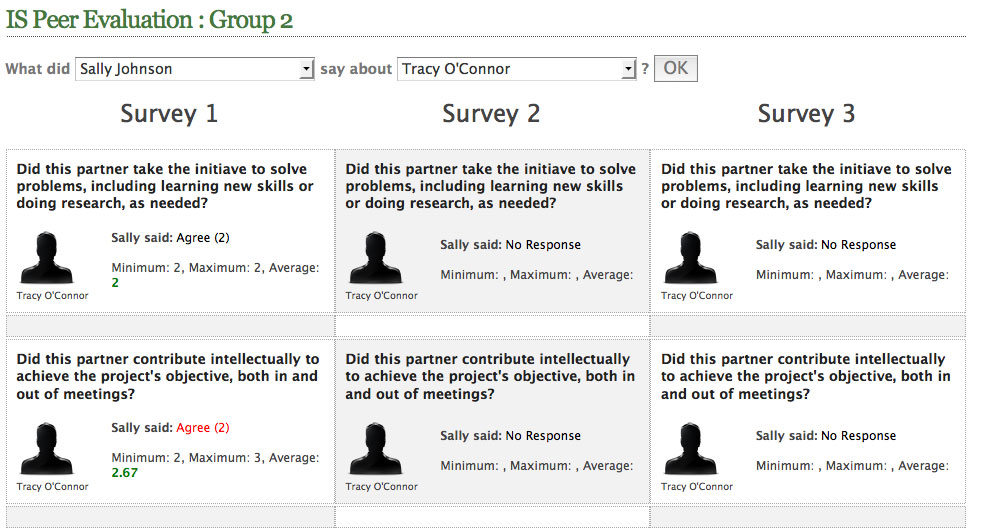 IS Peer Evaluation : Group 2
What did Sally Johnson say about Tracy O'Connor ? OK
Survey 1 Survey 2 Survey 3
Did this partner take the initiave to solve
problems, including learning new skills or
doing research, as needed?
Sally said: Agree (2)
Minimum: 2, Maximum: 2, Average:
2
Tracy O'Connor
Did this partner take the initiave to solve
problems, including learning new skills
or doing research, as needed?
Sally said: No Response
Minimum: , Maximum: , Average:
Tracy O'Connor
Did this partner take the initiave to solve
problems, including learning new skills
or doing research, as needed?
Sally said: No Response
Minimum: , Maximum: , Average:
Tracy O'Connor
Did this partner contribute intellectually to
achieve the project's objective, both in and
out of meetings?
Sally said: Agree (2)
Minimum: 2, Maximum: 3, Average:
2.67
Tracy O'Connor
Did this partner contribute intellectually
to achieve the project's objective, both in
and out of meetings?
Sally said: No Response
Minimum: , Maximum: , Average:
Tracy O'Connor
Did this partner contribute intellectually
to achieve the project's objective, both in
and out of meetings?
Sally said: No Response
Minimum: , Maximum: , Average:
Tracy O'Connor